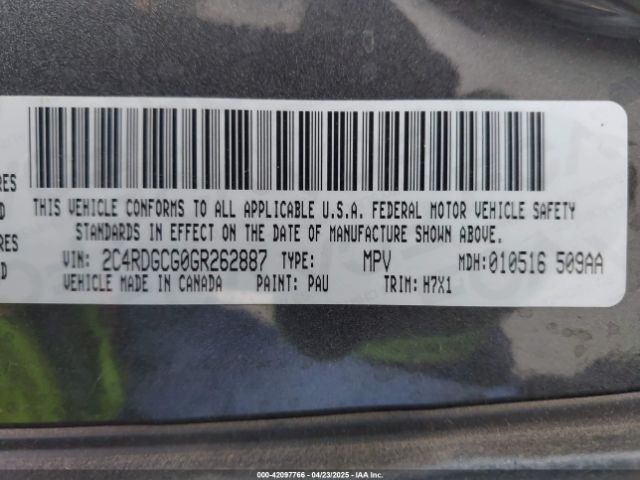 RES
THIS VEHICLE CONFORMS TO ALL APPLICABLE U.S.A. FEDERAL MOTOR VEHICLE SAFETY
STANDARDS IN EFFECT ON THE DATE OF MANUFACTURE SHOWN ABOVE.
D
RES
VIN: 2C4RDGCG0GR262887 TYPE: MPV MDH:010516 509AA
D
VEHICLE MADE IN CANADA PAINT: PAU TRIM: H7X1
000-42097766 - 04/23/2025 - IAA Inc.